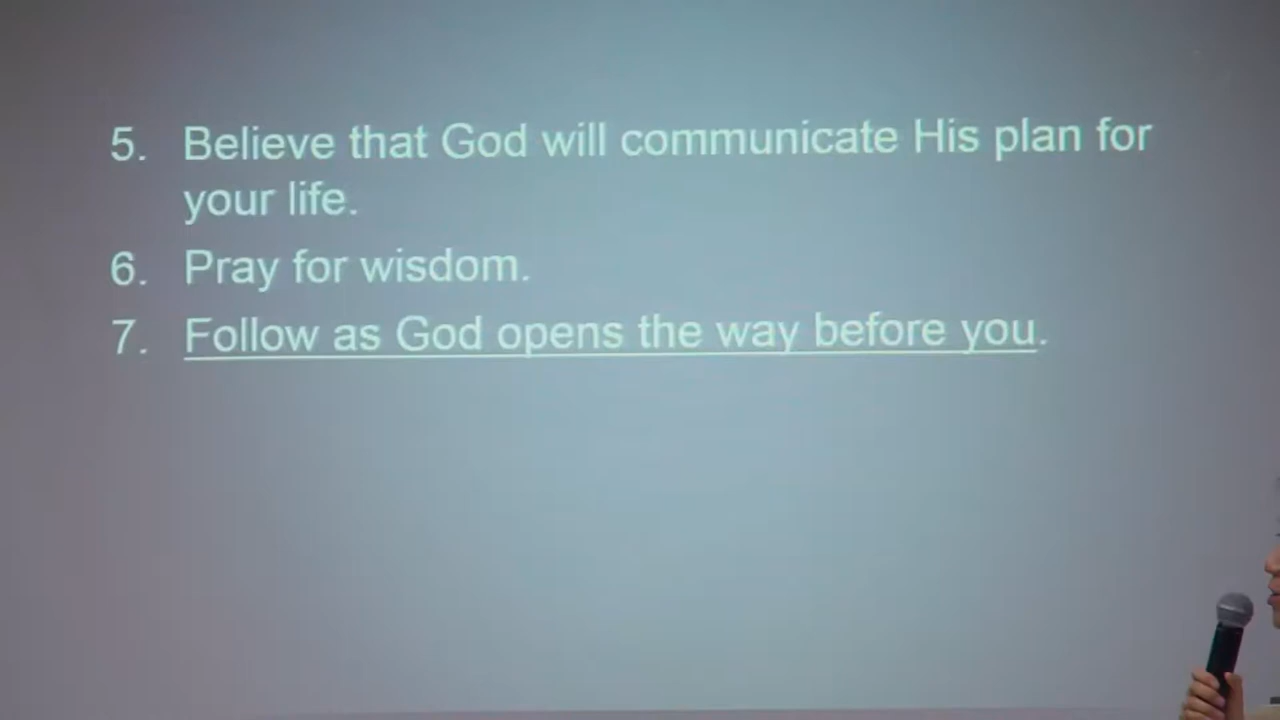 5. Believe that God will communicate His plan for
your life.
6. Pray for wisdom.
7. Follow as God opens the way before you.